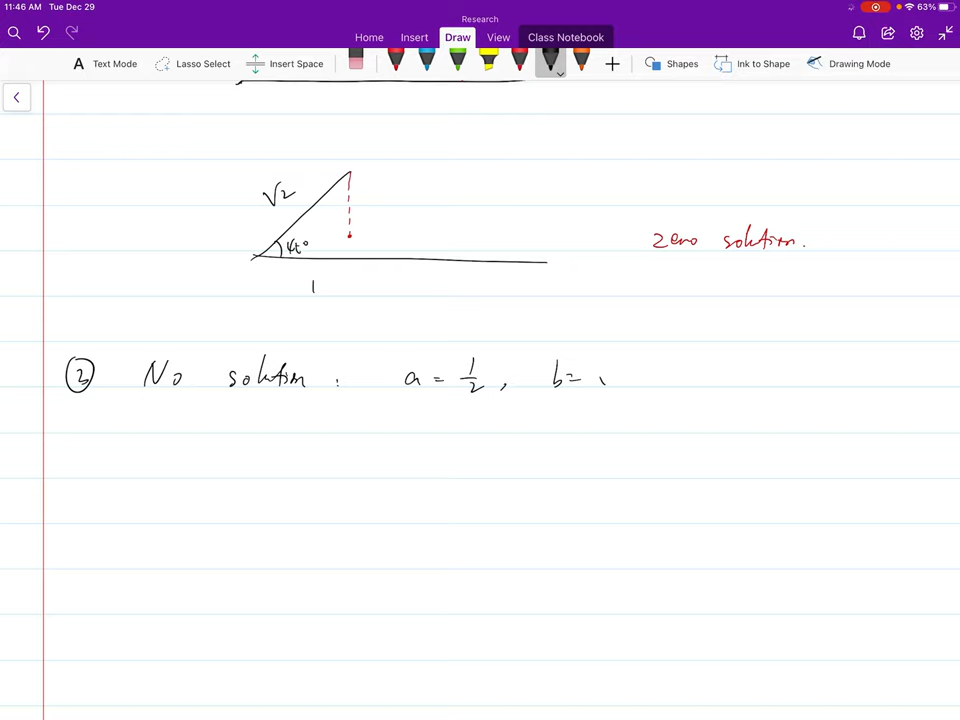 11:46 AM Tue Dec 29
63%
Research
Home Insert Draw View Class Notebook
Text Mode Lasso Select Insert Space Shapes Ink to Shape Drawing Mode
√2
45°
zero solution.
1
② No solution : a = 1/2, b =